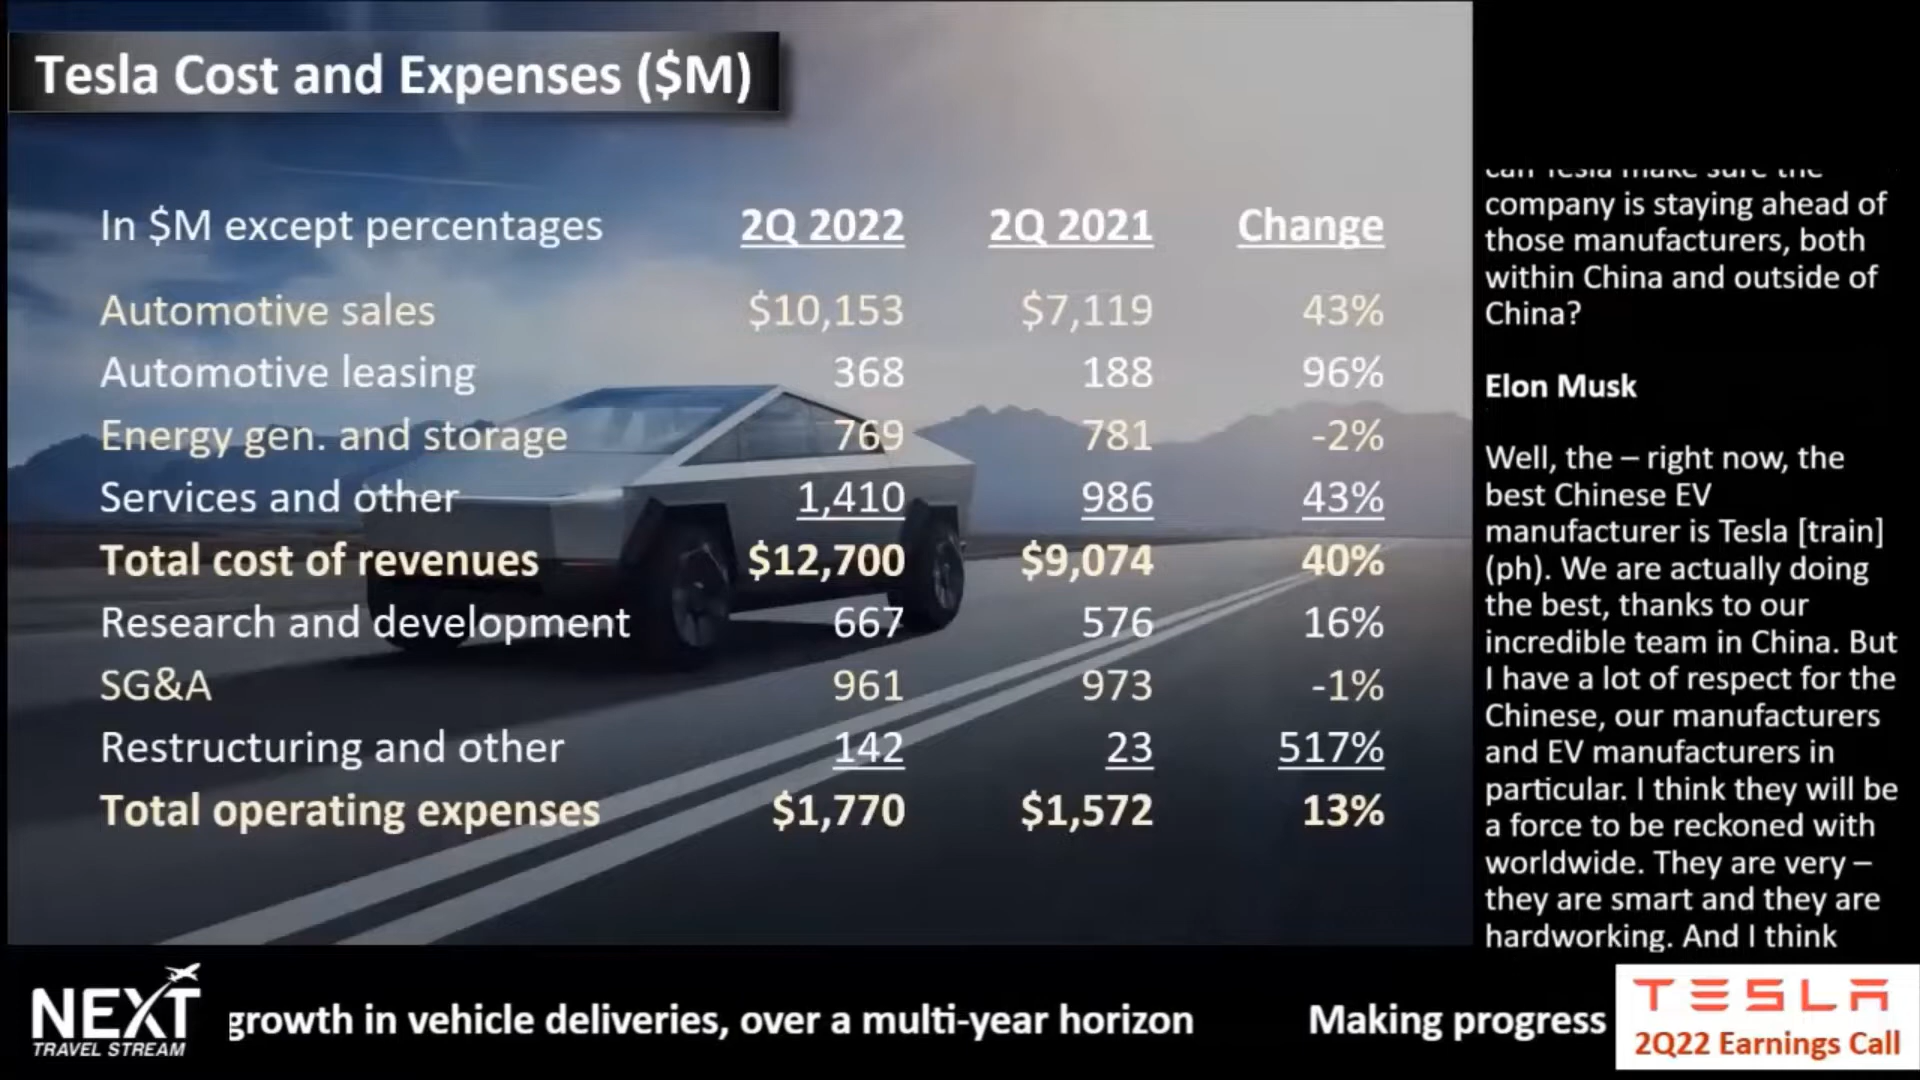 Tesla Cost and Expenses ($M)
In $M except percentages 2Q 2022 2Q 2021 Change
Automotive sales $10,153 $7,119 43%
Automotive leasing 368 188 96%
Energy gen. and storage 769 781 -2%
Services and other 1,410 986 43%
Total cost of revenues $12,700 $9,074 40%
Research and development 667 576 16%
SG&A 961 973 -1%
Restructuring and other 142 23 517%
Total operating expenses $1,770 $1,572 13%
can Tesla make sure the
company is staying ahead of
those manufacturers, both
within China and outside of
China?
Elon Musk
Well, the – right now, the
best Chinese EV
manufacturer is Tesla [train]
(ph). We are actually doing
the best, thanks to our
incredible team in China. But
I have a lot of respect for the
Chinese, our manufacturers
and EV manufacturers in
particular. I think they will be
a force to be reckoned with
worldwide. They are very –
they are smart and they are
hardworking. And I think
NEXT
TRAVEL STREAM
growth in vehicle deliveries, over a multi-year horizon Making progress
TESLA
2Q22 Earnings Call